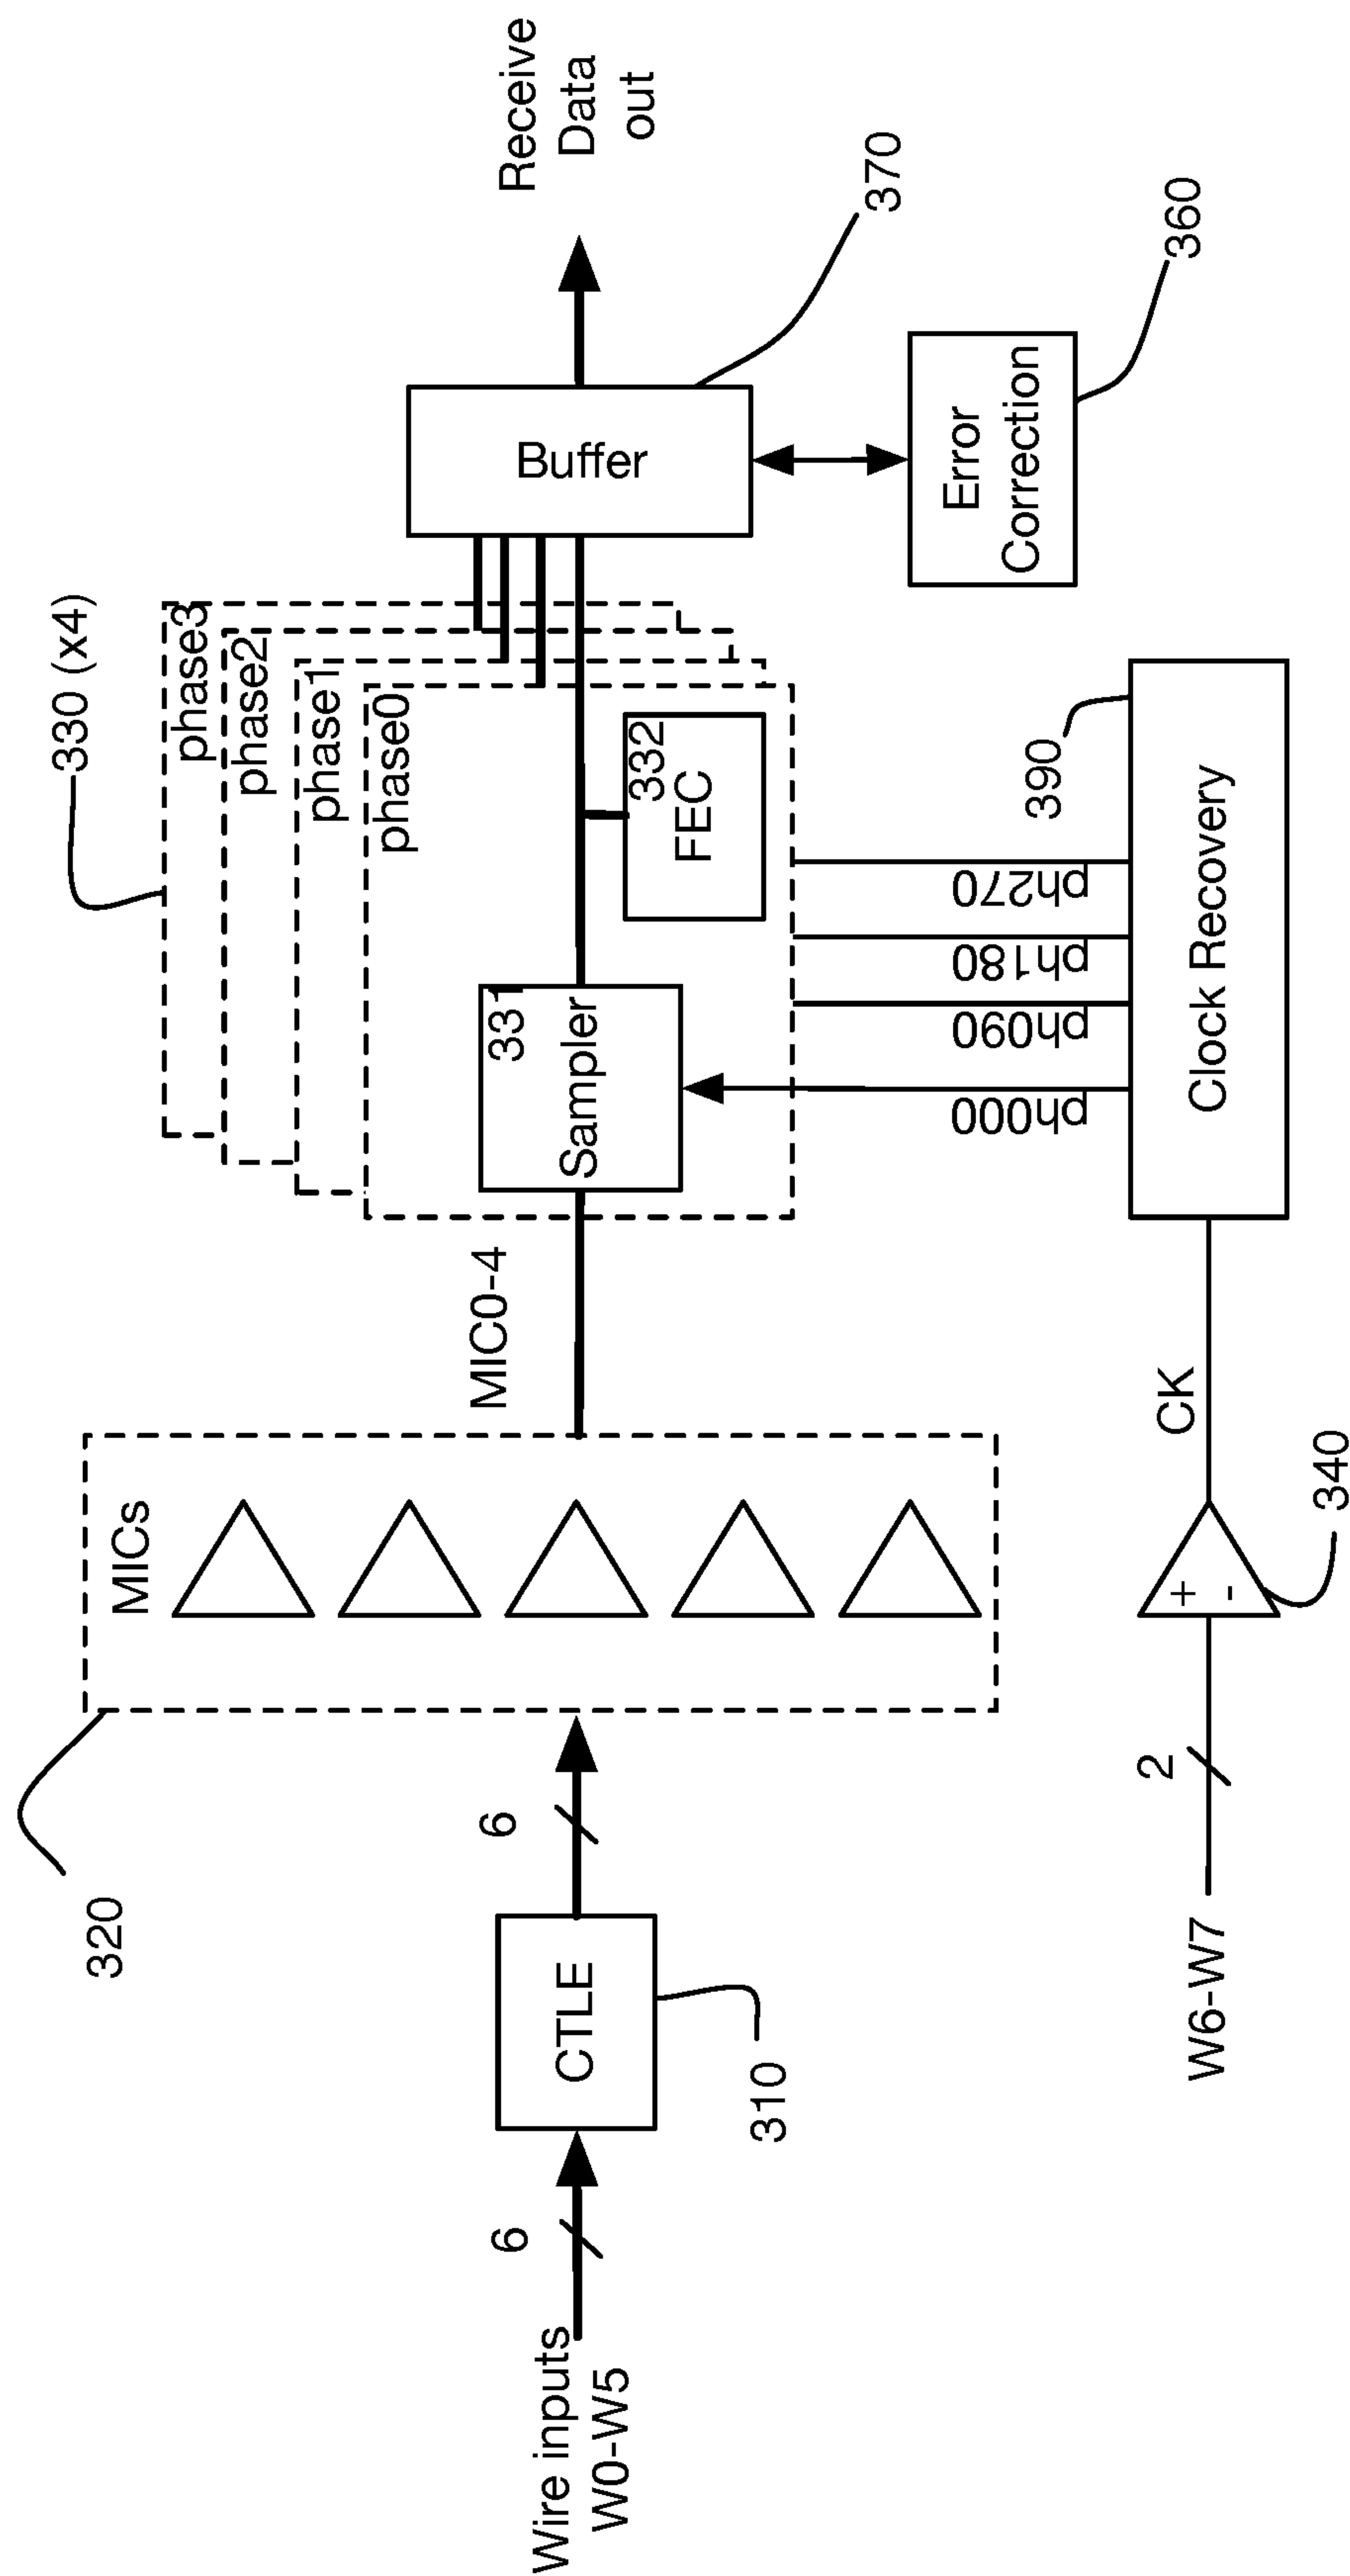 Wire inputs
W0-W5
6
CTLE
310
6
320
MICs
MIC0-4
330 (x4)
phase3
phase2
phase1
phase0
331
Sampler
332
FEC
Buffer
370
Receive
Data
out
Error
Correction
360
W6-W7
2
+
-
340
CK
ph000
ph090
ph180
ph270
Clock Recovery
390